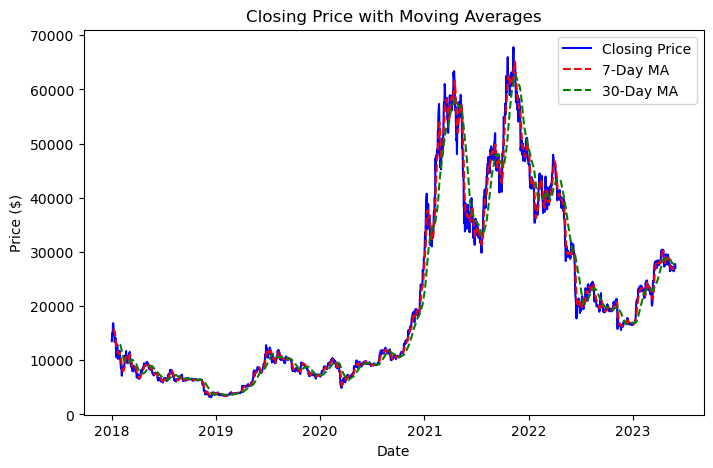 Closing Price with Moving Averages
Closing Price
7-Day MA
30-Day MA
Price ($)
70000
60000
50000
40000
30000
20000
10000
0
2018
2019
2020
2021
2022
2023
Date